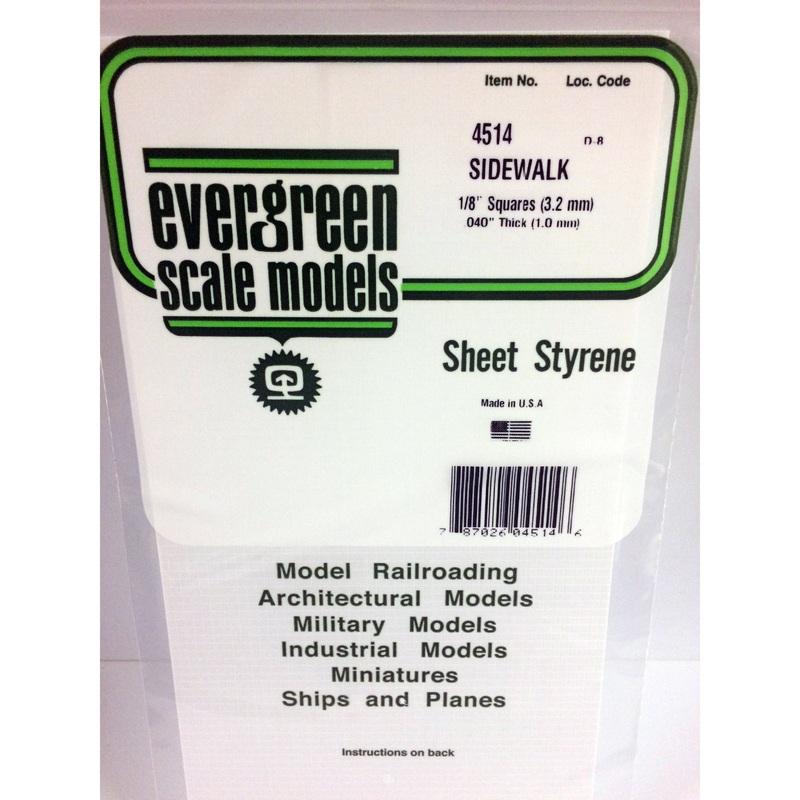 Item No. Loc. Code
4514 D-8
SIDEWALK
1/8" Squares (3.2 mm)
.040" Thick (1.0 mm)
evergreen
scale models
Sheet Styrene
Made in U.S.A
7 87026 04514 6
Model Railroading
Architectural Models
Military Models
Industrial Models
Miniatures
Ships and Planes
Instructions on back